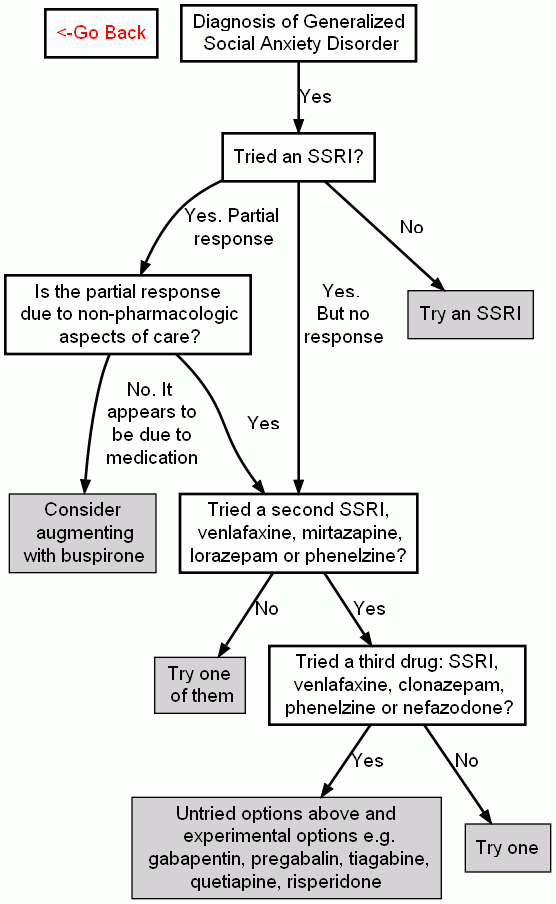 <-Go Back
Diagnosis of Generalized
Social Anxiety Disorder
Yes
Tried an SSRI?
Yes. Partial
response
No
Yes.
But no
response
Is the partial response
due to non-pharmacologic
aspects of care?
Try an SSRI
No. It
appears to
be due to
medication
Yes
Consider
augmenting
with buspirone
Tried a second SSRI,
venlafaxine, mirtazapine,
lorazepam or phenelzine?
No
Yes
Try one
of them
Tried a third drug: SSRI,
venlafaxine, clonazepam,
phenelzine or nefazodone?
Yes
No
Untried options above and
experimental options e.g.
gabapentin, pregabalin, tiagabine,
quetiapine, risperidone
Try one